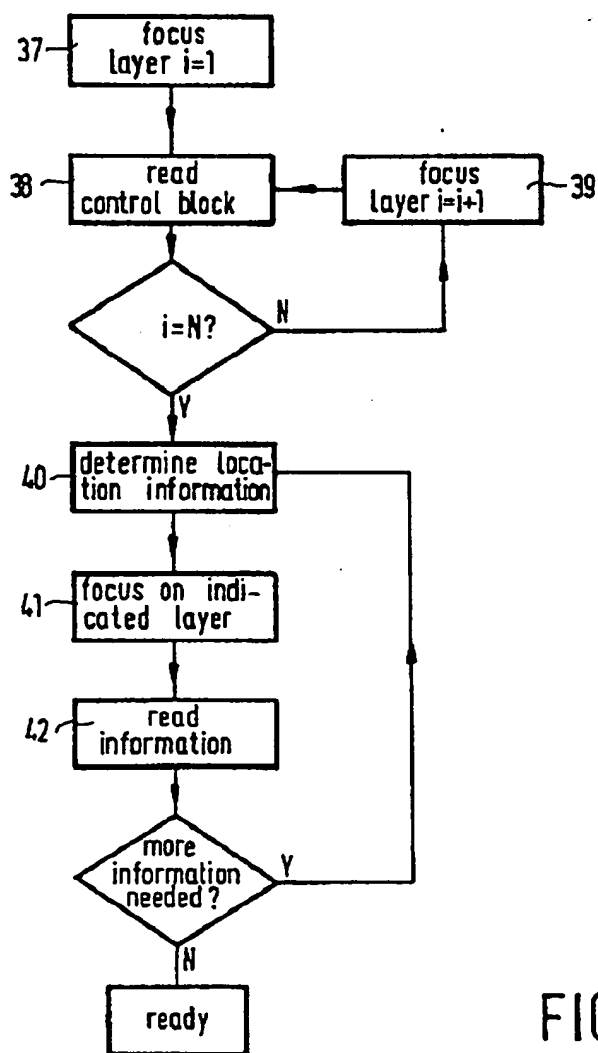 37
focus
layer i=1
38
read
control block
focus
layer i=i+1
39
i=N?
N
Y
40
determine loca-
tion information
41
focus on indi-
cated layer
42
read
information
more
information
needed?
Y
N
ready